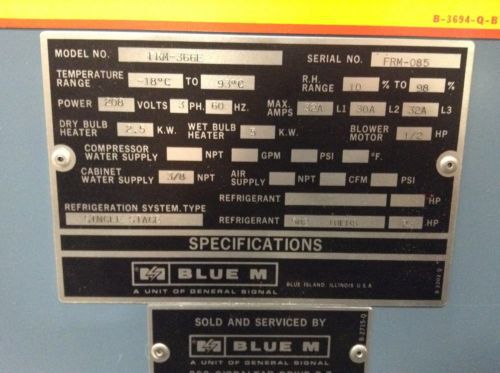 B-3694-Q-B
MODEL NO. FRM-366F SERIAL NO. FRM-085
TEMPERATURE RANGE -18°C TO 93°C R.H. RANGE 10 % TO 98 %
POWER 208 VOLTS 3 PH. 60 HZ. MAX. AMPS 32A L1 30A L2 32A L3
DRY BULB HEATER 2.5 K.W. WET BULB HEATER 3 K.W. BLOWER MOTOR 1/2 HP
COMPRESSOR WATER SUPPLY NPT GPM PSI °F.
CABINET WATER SUPPLY 3/8 NPT AIR SUPPLY NPT CFM PSI
REFRIGERANT HP
REFRIGERATION SYSTEM, TYPE
SINGLE STAGE REFRIGERANT HP
SPECIFICATIONS
BLUE M
A UNIT OF GENERAL SIGNAL
BLUE ISLAND, ILLINOIS U.S.A.
SOLD AND SERVICED BY
BLUE M
A UNIT OF GENERAL SIGNAL
B-2715-Q